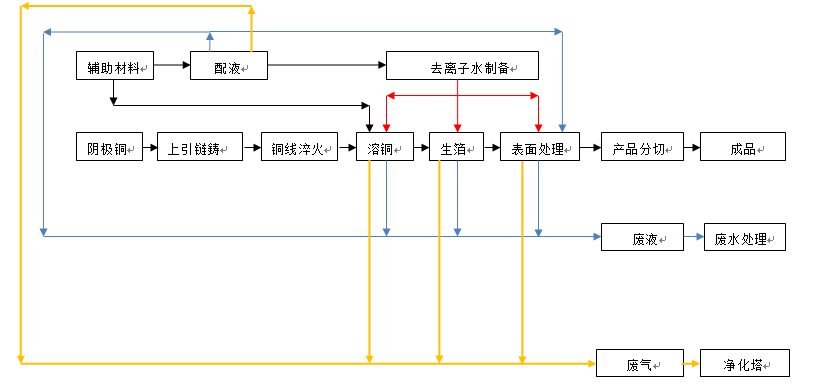 辅助材料
配液
去离子水制备
阴极铜
上引链鋳
铜线淬火
溶铜
生箔
表面处理
产品分切
成品
废液
废水处理
废气
净化塔